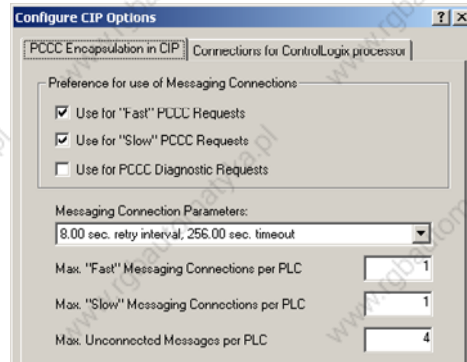 Configure CIP Options
PCCC Encapsulation in CIP
Connections for ControlLogix processor
Preference for use of Messaging Connections
Use for "Fast" PCCC Requests
Use for "Slow" PCCC Requests
Use for PCCC Diagnostic Requests
Messaging Connection Parameters:
8.00 sec. retry interval, 256.00 sec. timeout
Max. "Fast" Messaging Connections per PLC 1
Max. "Slow" Messaging Connections per PLC 1
Max. Unconnected Messages per PLC 4